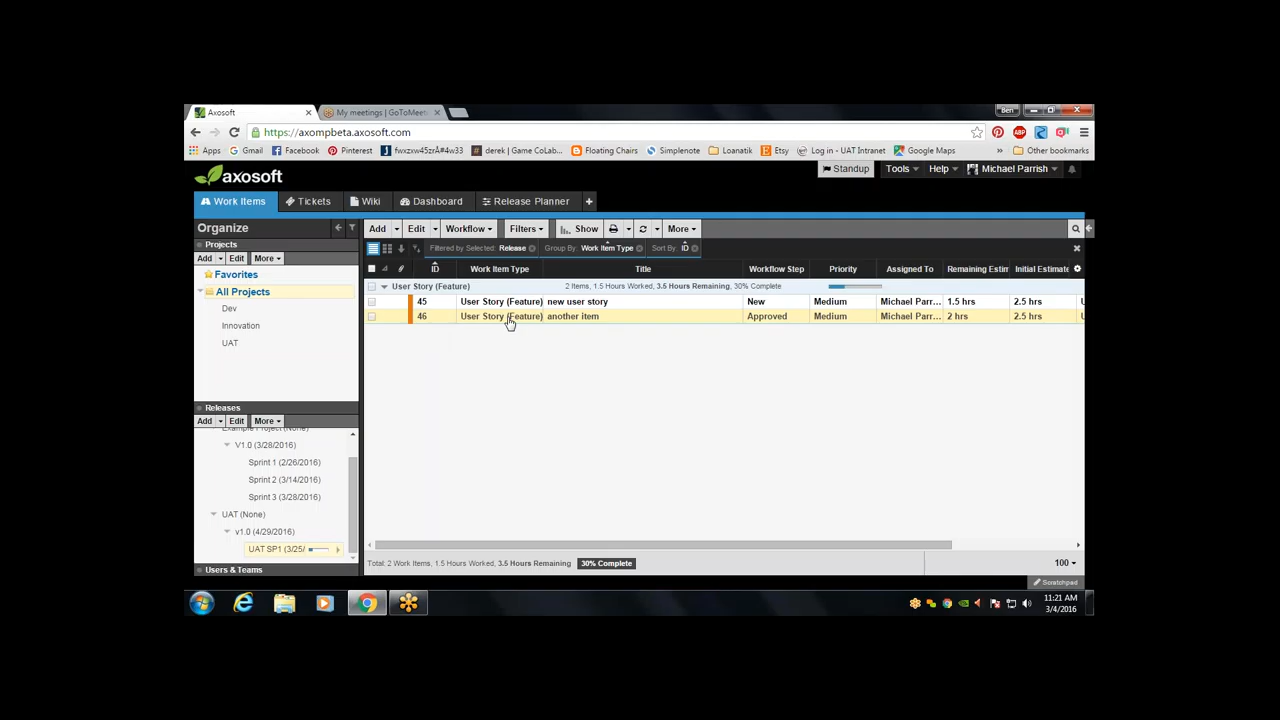 Axosoft
My meetings | GoToMeet
Ben
https://axompbeta.axosoft.com
Apps Gmail Facebook Pinterest fwxzxw45zrÅ#4w33 derek | Game CoLab... Floating Chairs Simplenote Loanatik Etsy Log in - UAT Intranet Google Maps » Other bookmarks
axosoft
Standup Tools Help Michael Parrish
Work Items Tickets Wiki Dashboard Release Planner +
Organize
Add Edit Workflow Filters Show More
Projects
Filtered by Selected: Release Group By: Work Item Type Sort By: ID
Add Edit More
ID Work Item Type Title Workflow Step Priority Assigned To Remaining Estim Initial Estimate
Favorites
User Story (Feature) 2 Items, 1.5 Hours Worked, 3.5 Hours Remaining, 30% Complete
All Projects
45 User Story (Feature) new user story New Medium Michael Parr... 1.5 hrs 2.5 hrs
Dev
46 User Story (Feature) another item Approved Medium Michael Parr... 2 hrs 2.5 hrs
Innovation
UAT
Releases
Add Edit More
Example Project (None)
V1.0 (3/28/2016)
Sprint 1 (2/26/2016)
Sprint 2 (3/14/2016)
Sprint 3 (3/28/2016)
UAT (None)
v1.0 (4/29/2016)
UAT SP1 (3/25/
Total: 2 Work Items, 1.5 Hours Worked, 3.5 Hours Remaining 30% Complete 100
Users & Teams
Scratchpad
11:21 AM
3/4/2016